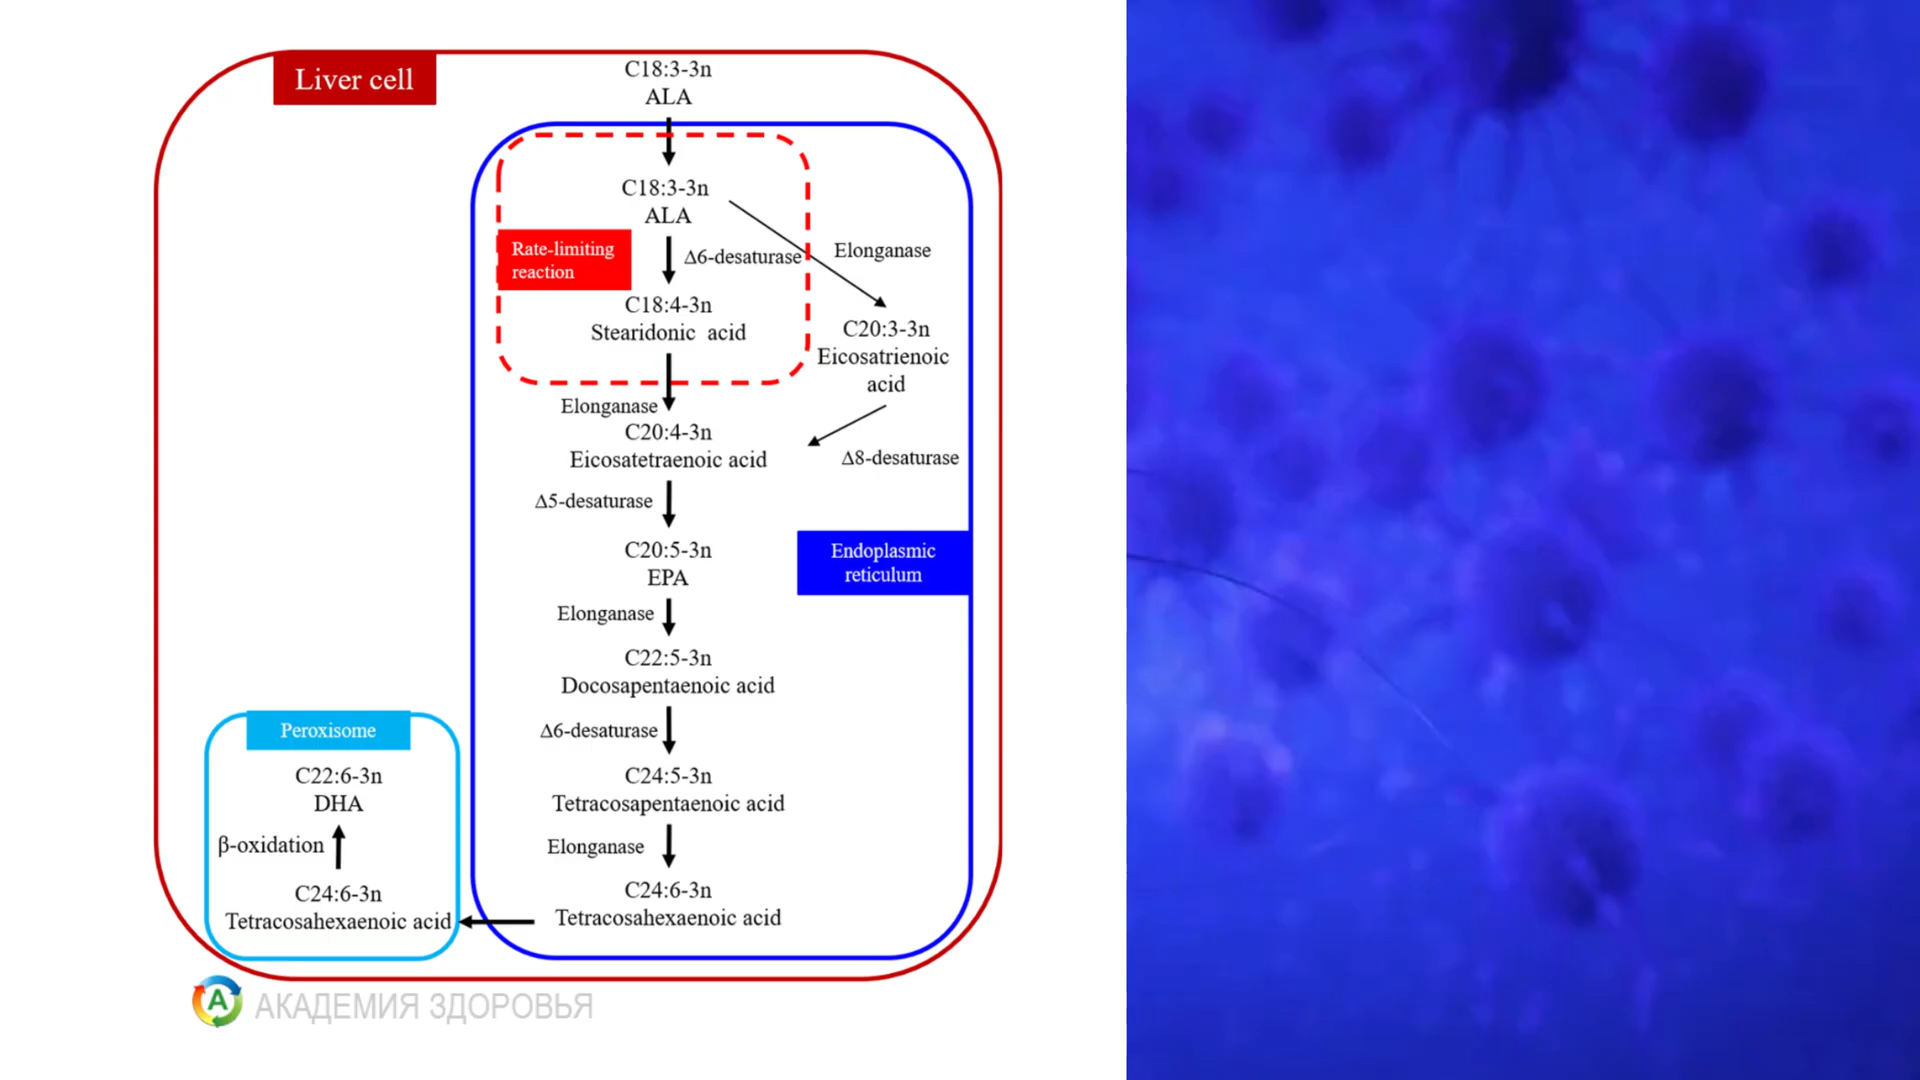 Liver cell
C18:3-3n
ALA
C18:3-3n
ALA
Rate-limiting
reaction
Δ6-desaturase
Elonganase
C18:4-3n
Stearidonic acid
C20:3-3n
Eicosatrienoic
acid
Elonganase
C20:4-3n
Eicosatetraenoic acid
Δ8-desaturase
Δ5-desaturase
C20:5-3n
EPA
Endoplasmic
reticulum
Elonganase
C22:5-3n
Docosapentaenoic acid
Δ6-desaturase
C24:5-3n
Tetracosapentaenoic acid
Elonganase
C24:6-3n
Tetracosahexaenoic acid
Peroxisome
C22:6-3n
DHA
β-oxidation
C24:6-3n
Tetracosahexaenoic acid
A
АКАДЕМИЯ ЗДОРОВЬЯ